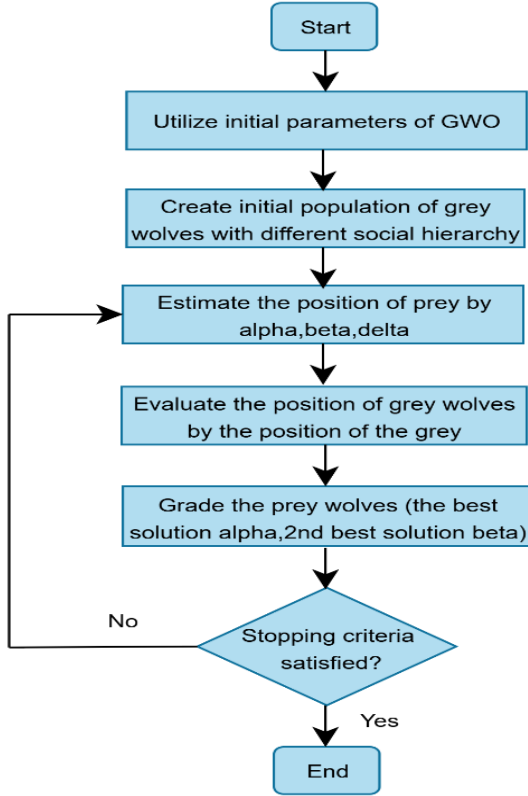 Start
Utilize initial parameters of GWO
Create initial population of grey
wolves with different social hierarchy
Estimate the position of prey by
alpha,beta,delta
Evaluate the position of grey wolves
by the position of the grey
Grade the prey wolves (the best
solution alpha,2nd best solution beta)
Stopping criteria
satisfied?
No
Yes
End